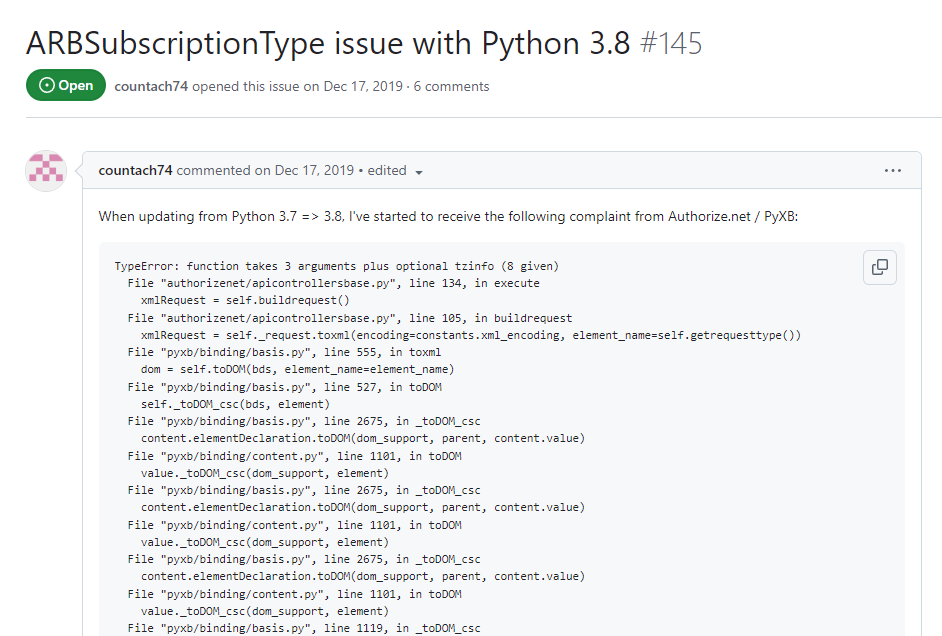 ARBSubscriptionType issue with Python 3.8 #145
Open countach74 opened this issue on Dec 17, 2019 · 6 comments
countach74 commented on Dec 17, 2019 • edited
When updating from Python 3.7 => 3.8, I've started to receive the following complaint from Authorize.net / PyXB:
TypeError: function takes 3 arguments plus optional tzinfo (8 given)
  File "authorizenet/apicontrollersbase.py", line 134, in execute
    xmlRequest = self.buildrequest()
  File "authorizenet/apicontrollersbase.py", line 105, in buildrequest
    xmlRequest = self._request.toxml(encoding=constants.xml_encoding, element_name=self.getrequesttype())
  File "pyxb/binding/basis.py", line 555, in toxml
    dom = self.toDOM(bds, element_name=element_name)
  File "pyxb/binding/basis.py", line 527, in toDOM
    self._toDOM_csc(bds, element)
  File "pyxb/binding/basis.py", line 2675, in _toDOM_csc
    content.elementDeclaration.toDOM(dom_support, parent, content.value)
  File "pyxb/binding/content.py", line 1101, in toDOM
    value._toDOM_csc(dom_support, element)
  File "pyxb/binding/basis.py", line 2675, in _toDOM_csc
    content.elementDeclaration.toDOM(dom_support, parent, content.value)
  File "pyxb/binding/content.py", line 1101, in toDOM
    value._toDOM_csc(dom_support, element)
  File "pyxb/binding/basis.py", line 2675, in _toDOM_csc
    content.elementDeclaration.toDOM(dom_support, parent, content.value)
  File "pyxb/binding/content.py", line 1101, in toDOM
    value._toDOM_csc(dom_support, element)
  File "pyxb/binding/basis.py", line 1119, in _toDOM_csc